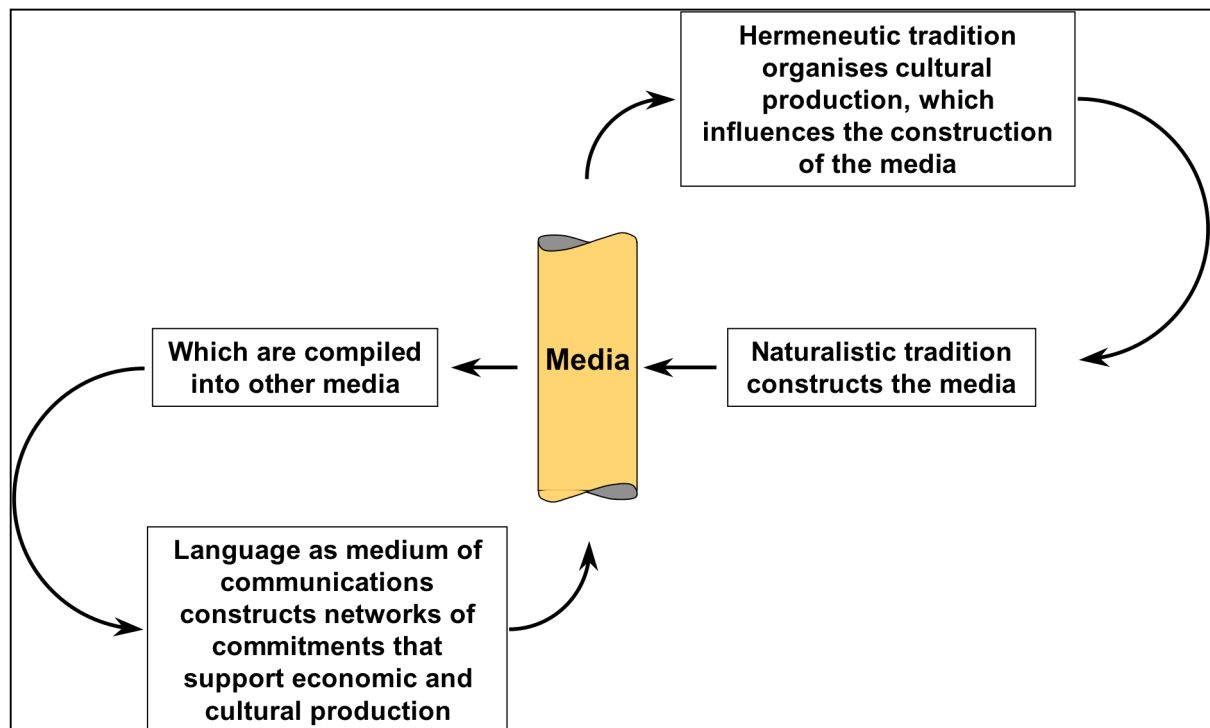 Hermeneutic tradition
organises cultural
production, which
influences the construction
of the media
Media
Naturalistic tradition
constructs the media
Which are compiled
into other media
Language as medium of
communications
constructs networks of
commitments that
support economic and
cultural production